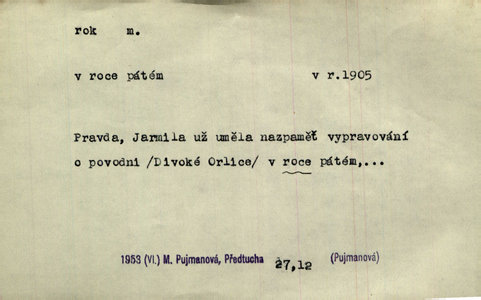 rok m.
v roce pátém v r.1905
Pravda, Jarmila už uměla nazpaměť vypravování
o povodni /Divoké Orlice/ v roce pátém,...
1953 (VI.) M. Pujmanová, Předtucha 27,12 (Pujmanová)